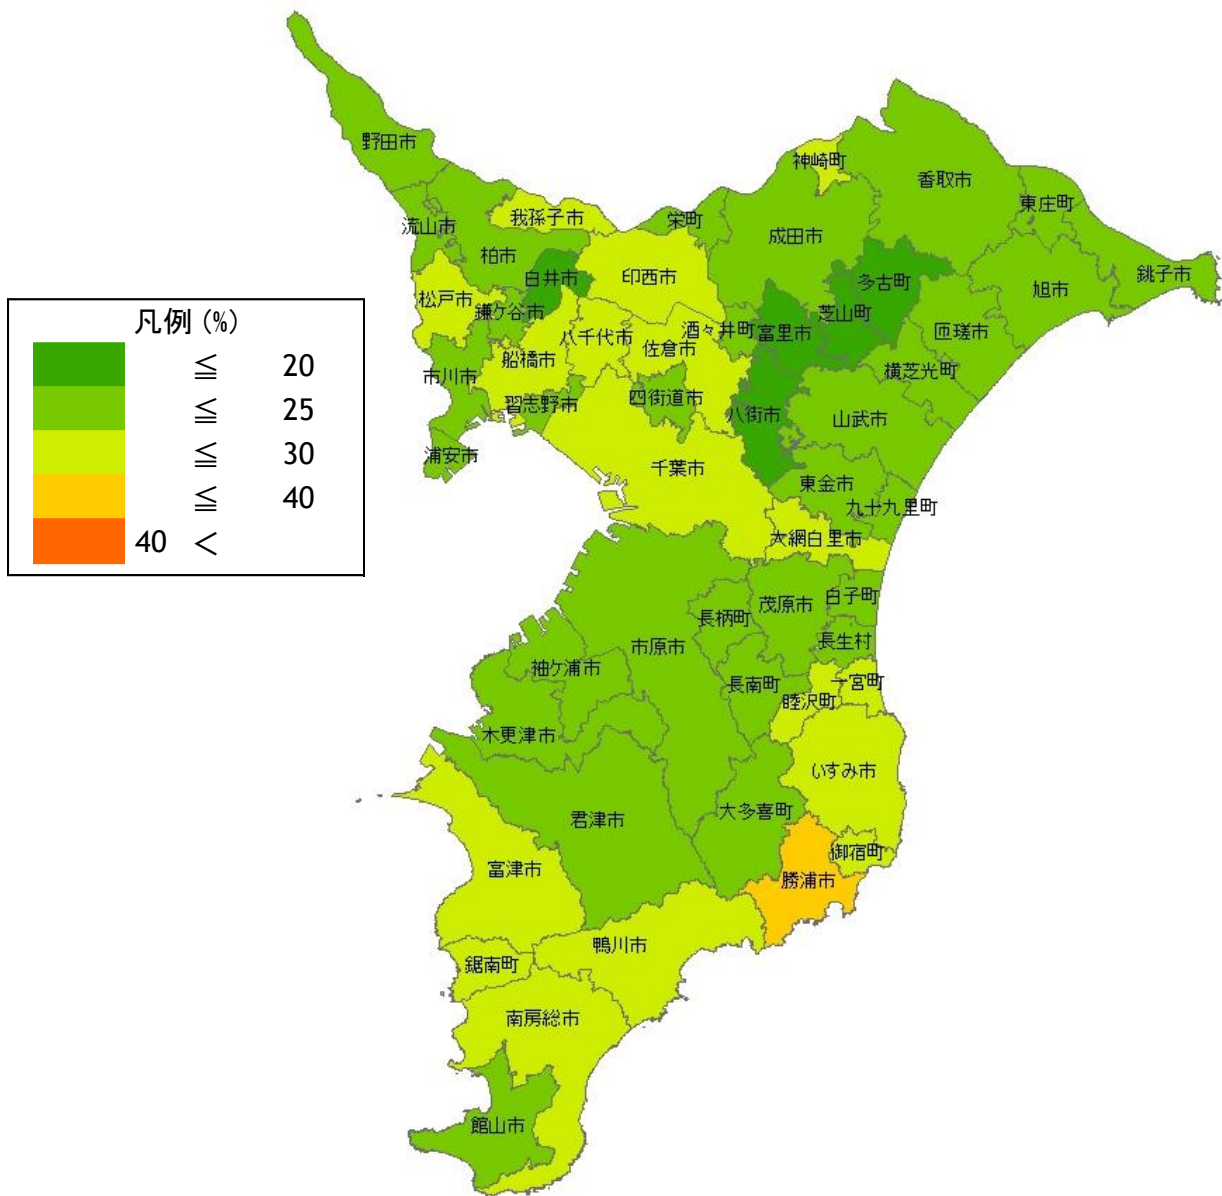 野田市
神崎町
香取市
流山市
我孫子市
栄町
東庄町
成田市
柏市
白井市
印西市
多古町
銚子市
松戸市
旭市
鎌ケ谷市
凡例 (%)
八千代市
酒々井町
富里市
芝山町
匝瑳市
船橋市
佐倉市
≦ 20
市川市
横芝光町
≦ 25
習志野市
四街道市
八街市
山武市
≦ 30
浦安市
千葉市
東金市
≦ 40
九十九里町
40 <
大網白里市
長柄町
茂原市
白子町
市原市
長生村
袖ケ浦市
長南町
一宮町
睦沢町
木更津市
いすみ市
君津市
大多喜町
富津市
御宿町
勝浦市
鴨川市
鋸南町
南房総市
館山市